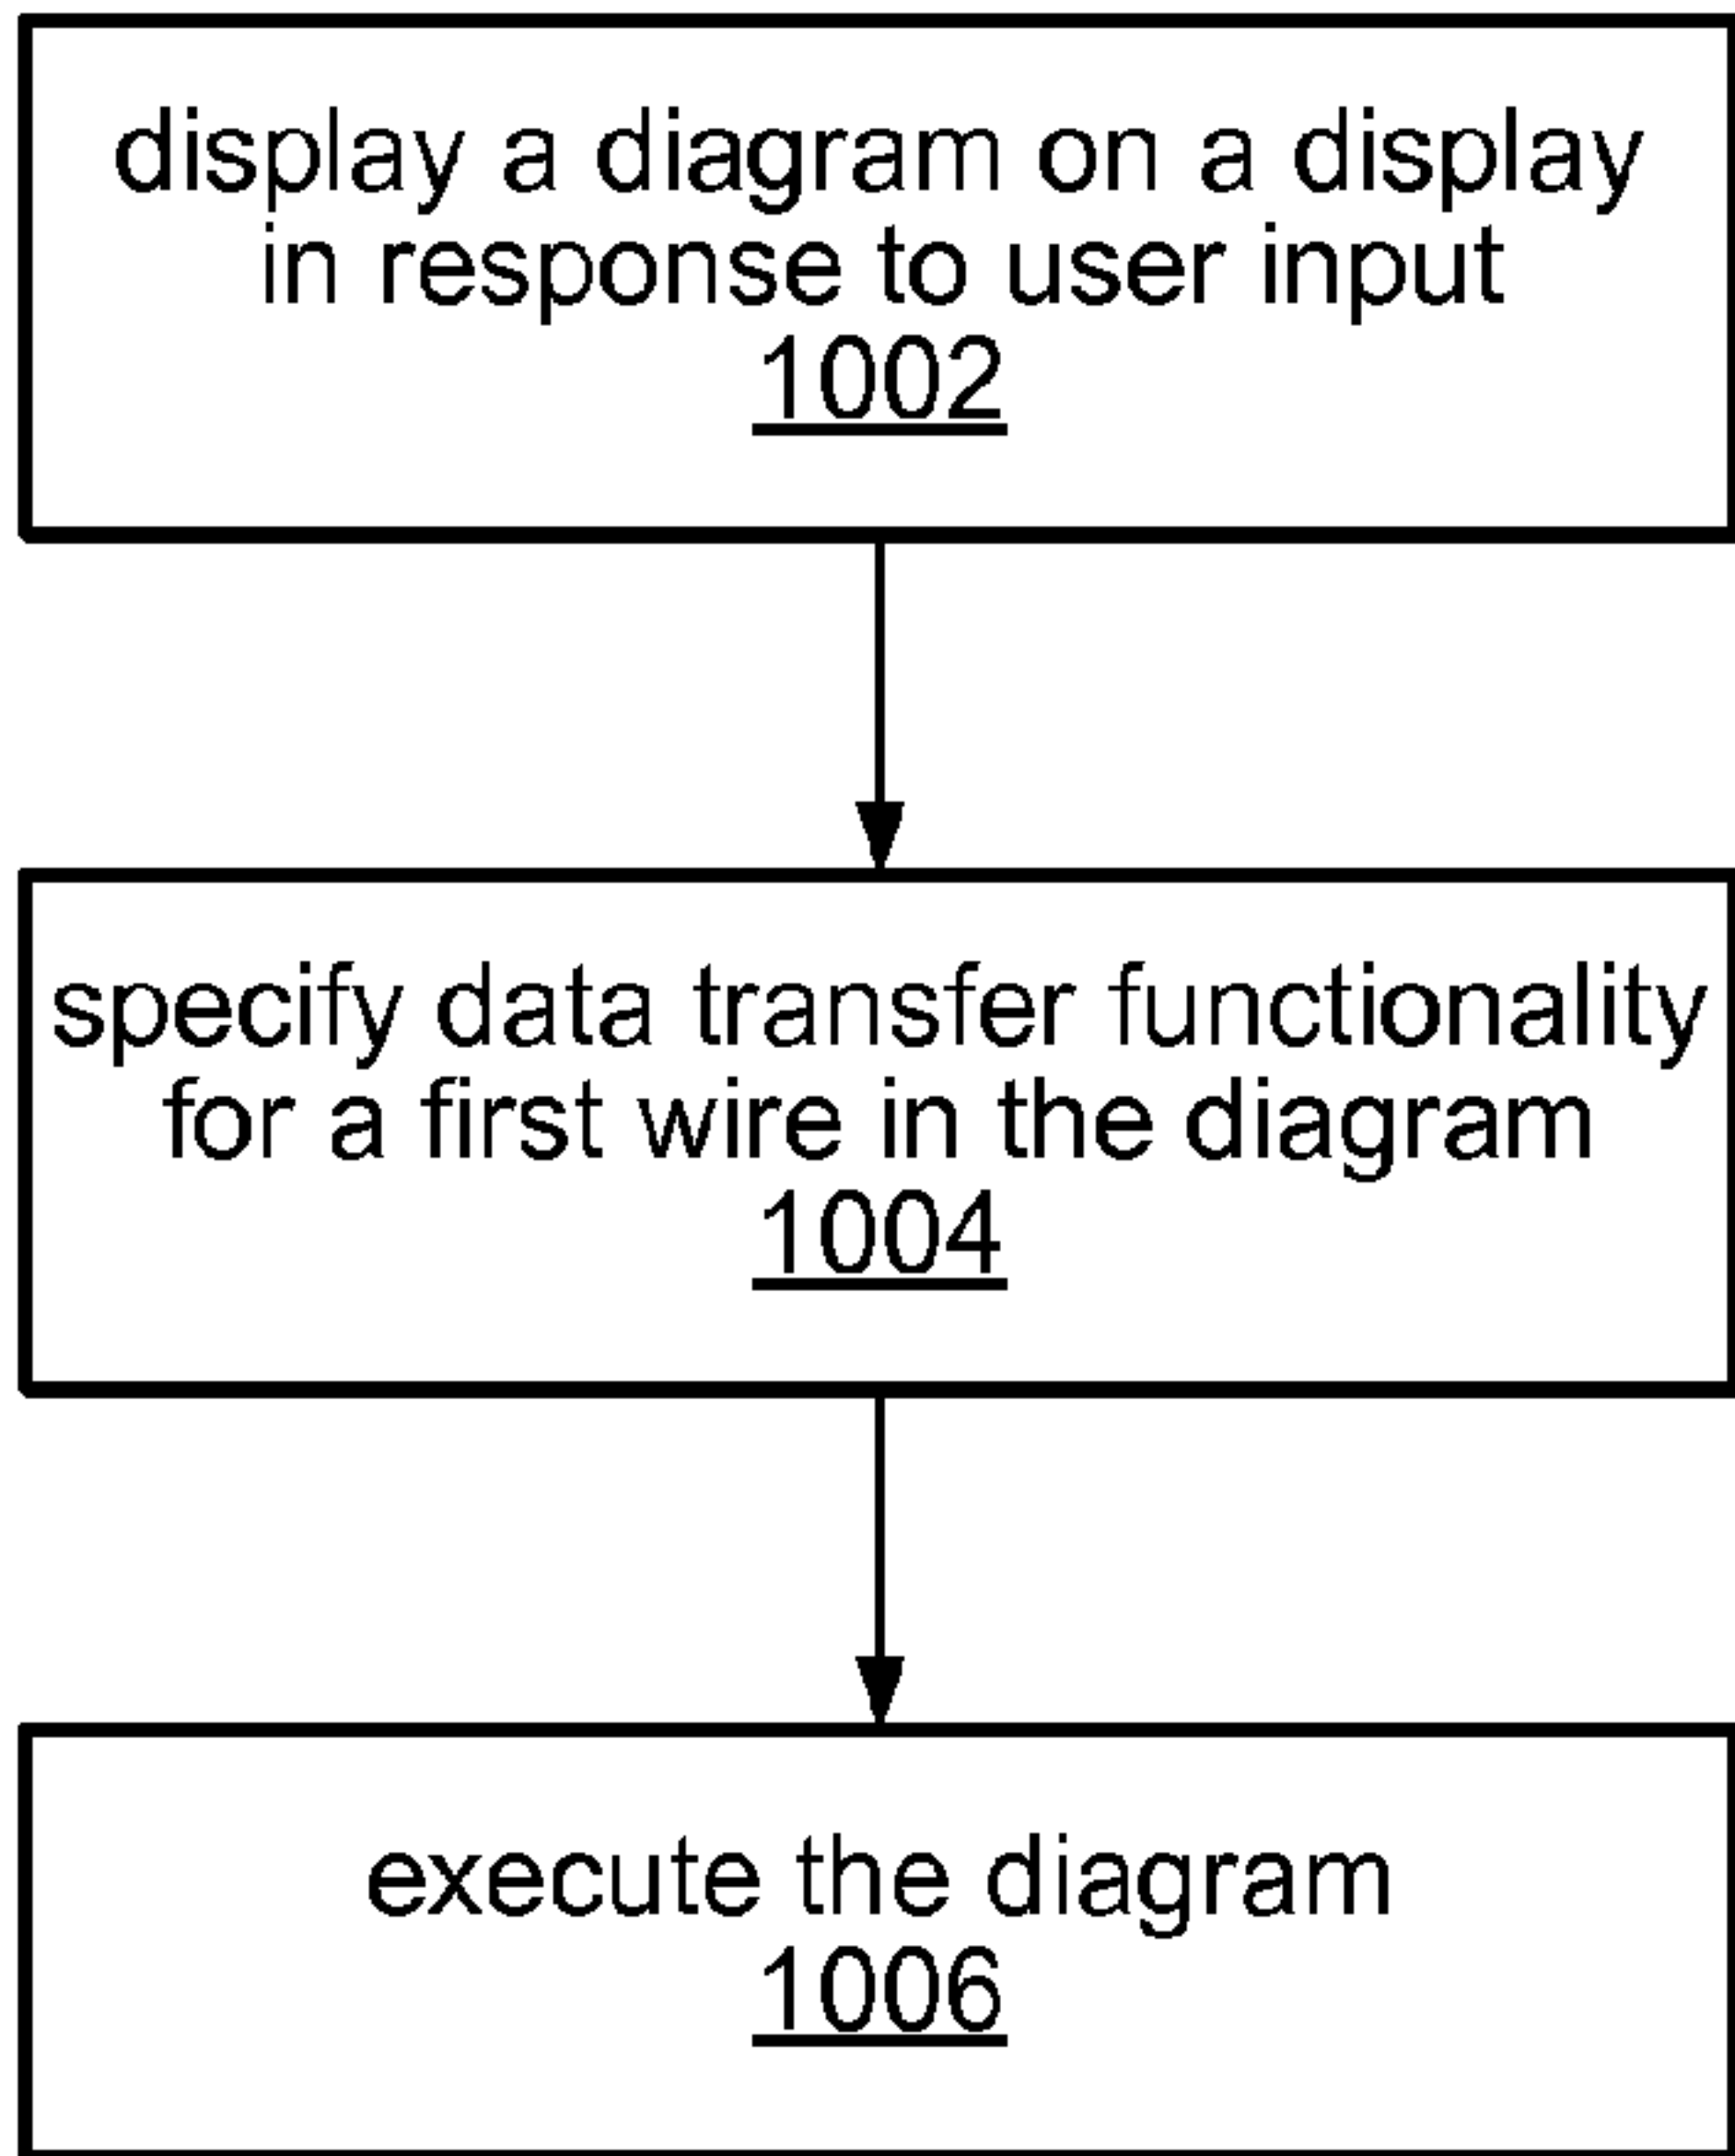 display a diagram on a display
in response to user input
1002
specify data transfer functionality
for a first wire in the diagram
1004
execute the diagram
1006